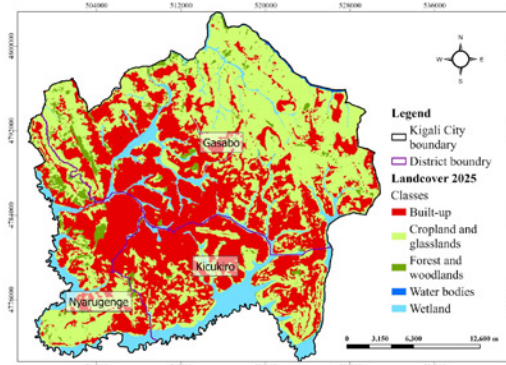 504000 512000 520000 528000 536000
4800000
4792000
4784000
4776000
Gasabo
Kicukiro
Nyarugenge
N
W E
S
Legend
Kigali City
boundary
District boundry
Landcover 2025
Classes
Built-up
Cropland and
glasslands
Forest and
woodlands
Water bodies
Wetland
0 3,150 6,300 12,600 m